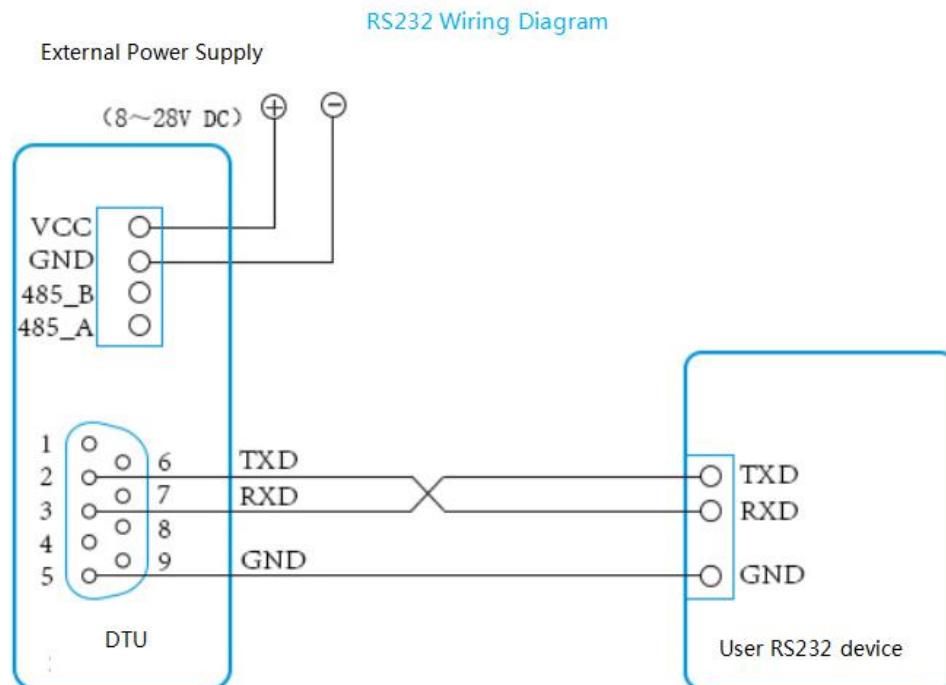 RS232 Wiring Diagram
External Power Supply
(8～28V DC)
VCC
GND
485_B
485_A
1
6
2
7
3
8
4
9
5
TXD
RXD
GND
TXD
RXD
GND
DTU
User RS232 device